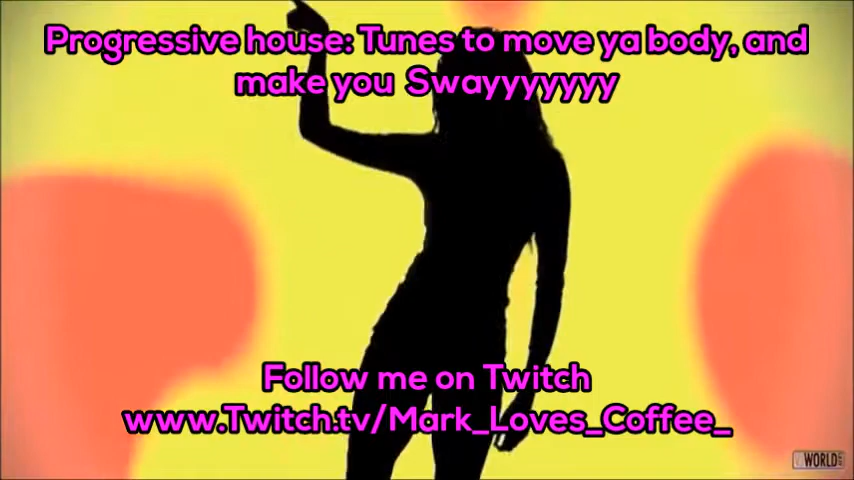 Progressive house: Tunes to move ya body, and
make you Swayyyyyyy
Follow me on Twitch
www.Twitch.tv/Mark_Loves_Coffee_
WORLD